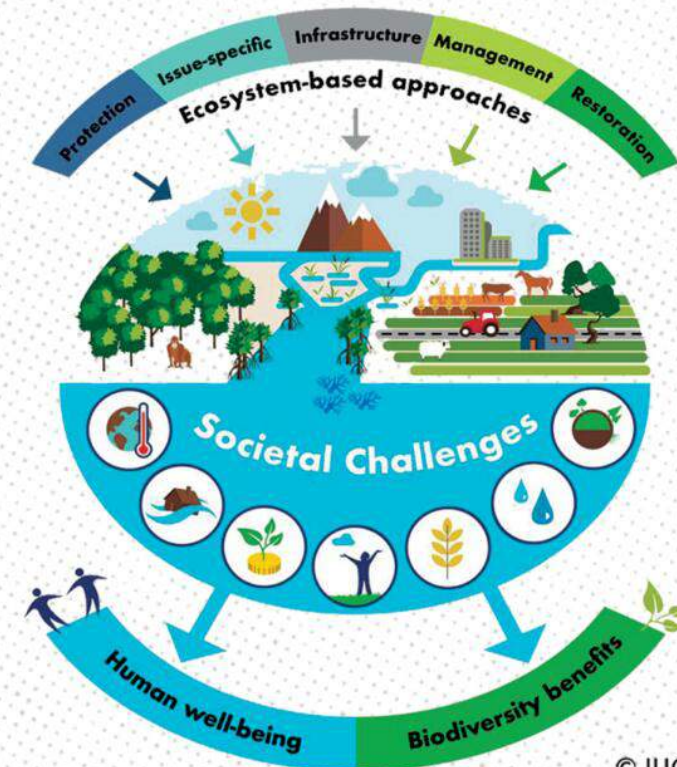 Protection
Issue-specific
Infrastructure
Management
Restoration
Ecosystem-based approaches
Societal Challenges
Human well-being
Biodiversity benefits